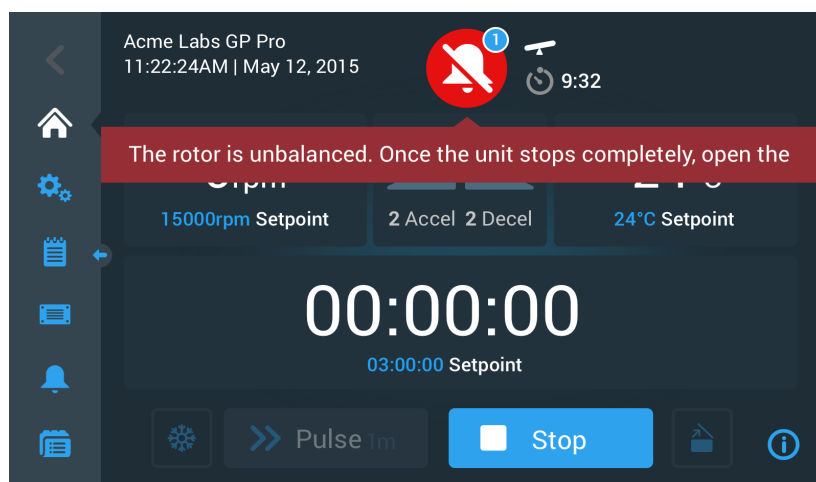 Acme Labs GP Pro
11:22:24AM | May 12, 2015
1
9:32
The rotor is unbalanced. Once the unit stops completely, open the
15000rpm Setpoint
2 Accel 2 Decel
24°C Setpoint
00:00:00
03:00:00 Setpoint
Pulse 1m
Stop